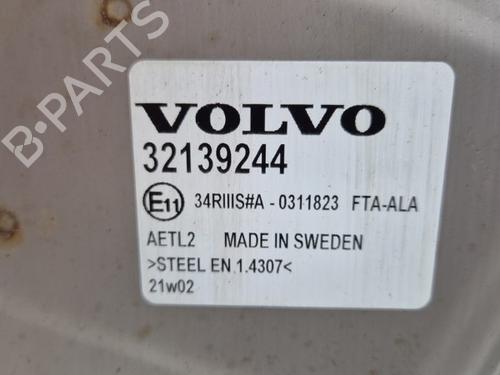 VOLVO
32139244
E11 34RIIIS#A - 0311823 FTA-ALA
AETL2 MADE IN SWEDEN
>STEEL EN 1.4307<
21w02
B-PARTS